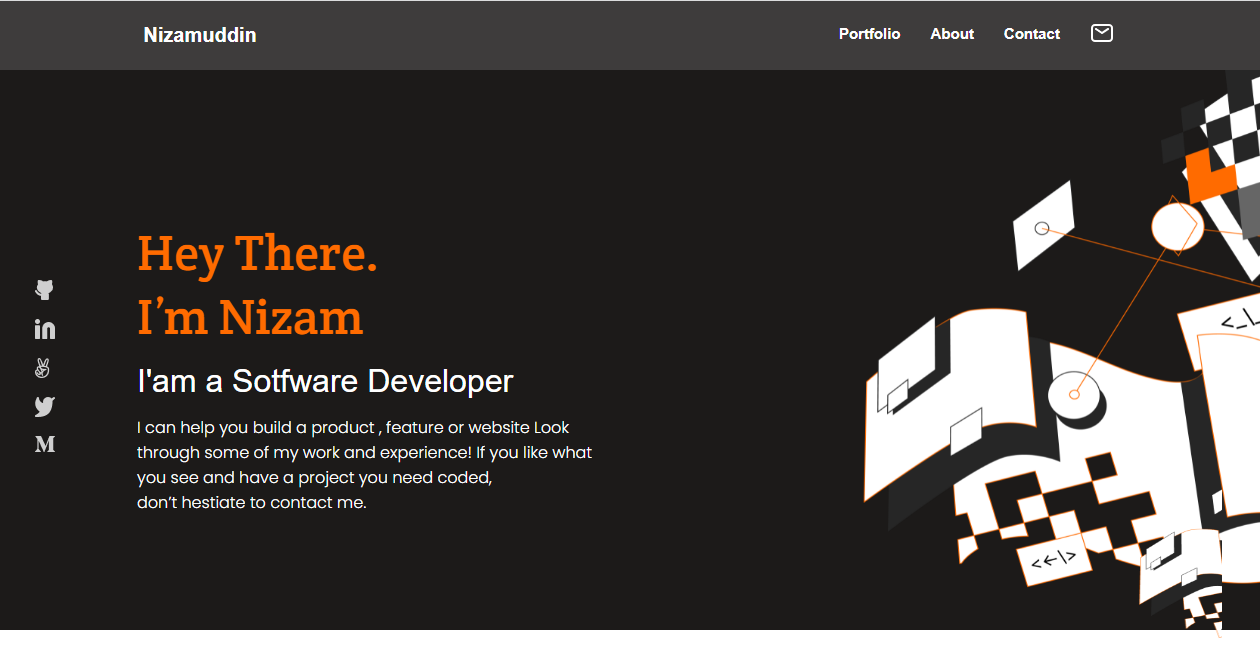 Nizamuddin
Portfolio About Contact
Hey There.
I’m Nizam
I'am a Sotfware Developer
I can help you build a product , feature or website Look
through some of my work and experience! If you like what
you see and have a project you need coded,
don’t hestiate to contact me.
in
M
<_\
<←\>